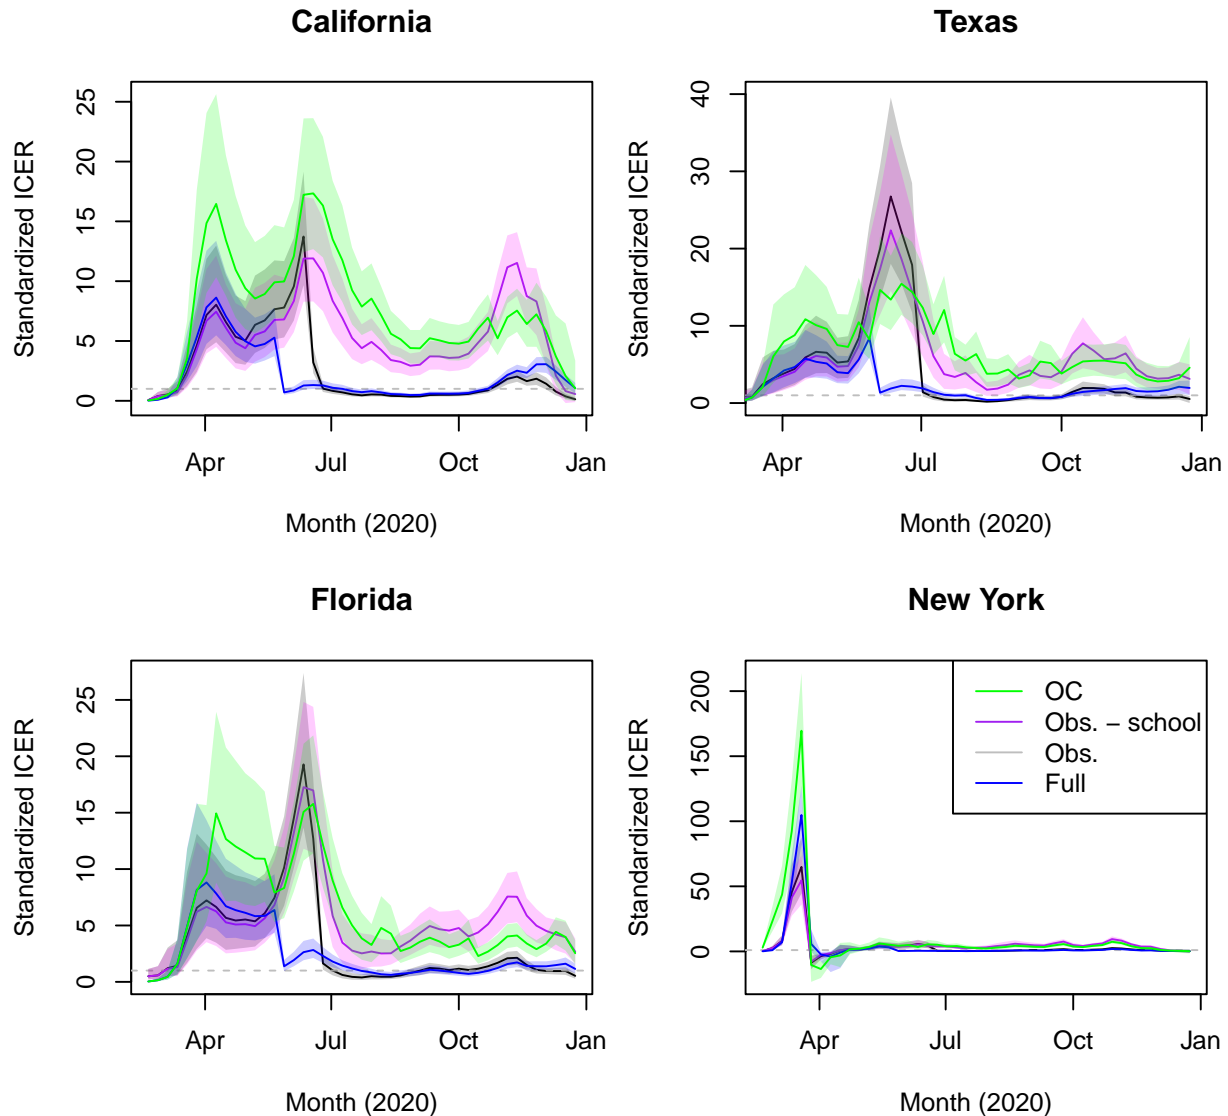 California
Standardized ICER
0 5 10 15 20 25
Apr Jul Oct Jan
Month (2020)
Texas
Standardized ICER
0 10 20 30 40
Apr Jul Oct Jan
Month (2020)
Florida
Standardized ICER
0 5 10 15 20 25
Apr Jul Oct Jan
Month (2020)
New York
Standardized ICER
0 50 100 150 200
OC
Obs. − school
Obs.
Full
Apr Jul Oct Jan
Month (2020)